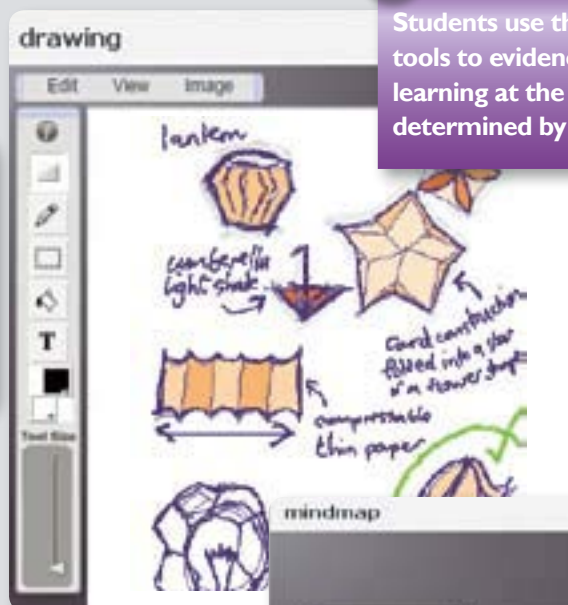 drawing
Students use th
tools to evidenc
learning at the
determined by
Edit View Image
lantern
umberella
light shade
Card construction
folded into a star
or a flower shape
compressable
thin paper
T
Tool Size
mindmap